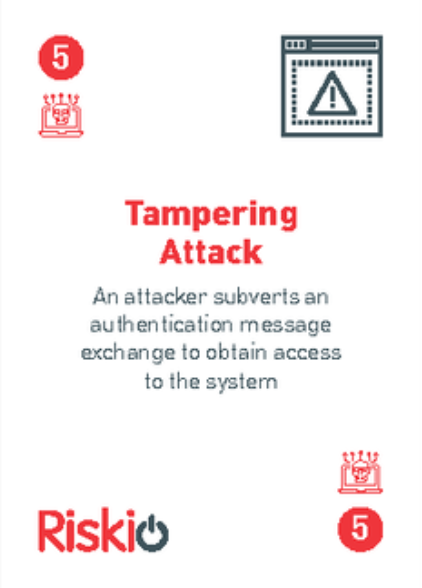 5
Tampering
Attack
An attacker subverts an
authentication message
exchange to obtain access
to the system
Riskio
5